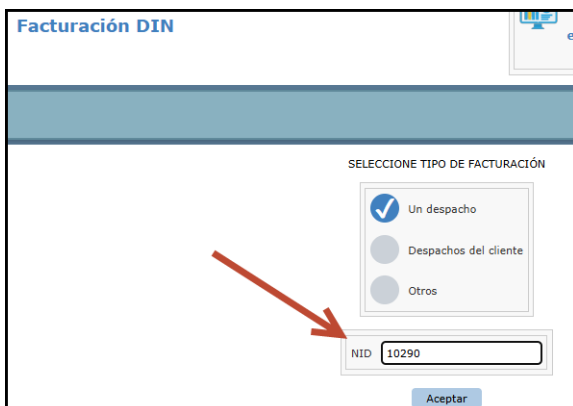 Facturación DIN
e
SELECCIONE TIPO DE FACTURACIÓN
Un despacho
Despachos del cliente
Otros
NID 10290
Aceptar